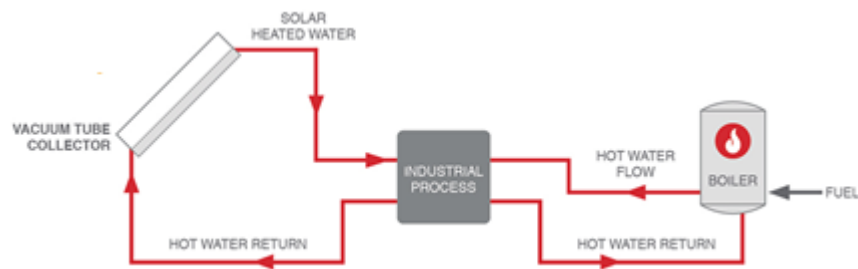 SOLAR
HEATED WATER
VACUUM TUBE
COLLECTOR
INDUSTRIAL
PROCESS
HOT WATER
FLOW
BOILER
FUEL
HOT WATER RETURN
HOT WATER RETURN